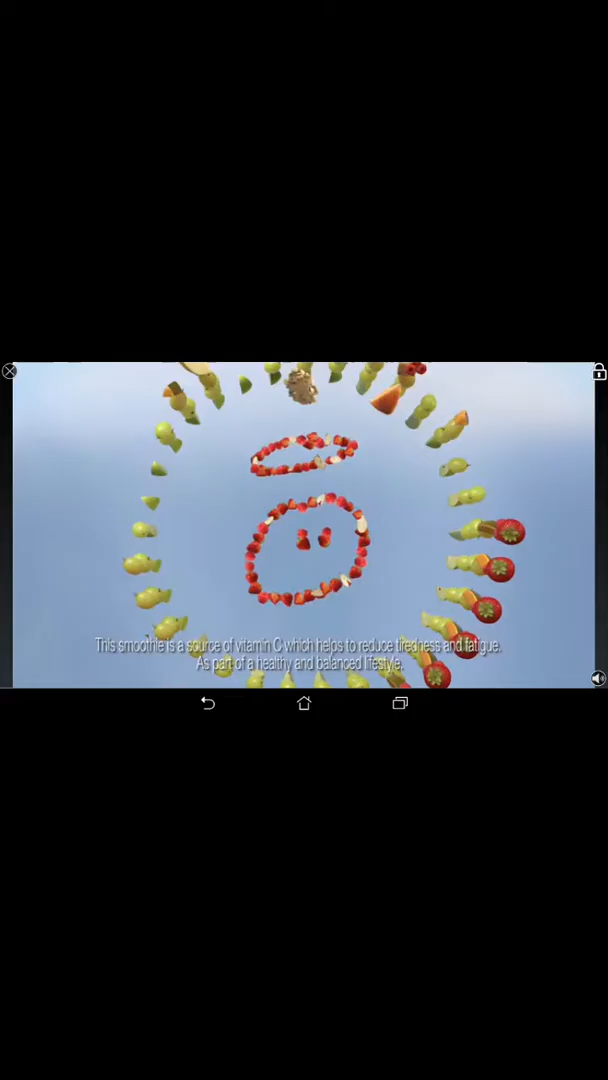 This smoothie is a source of vitamin C which helps to reduce tiredness and fatigue.
As part of a healthy and balanced lifestyle.